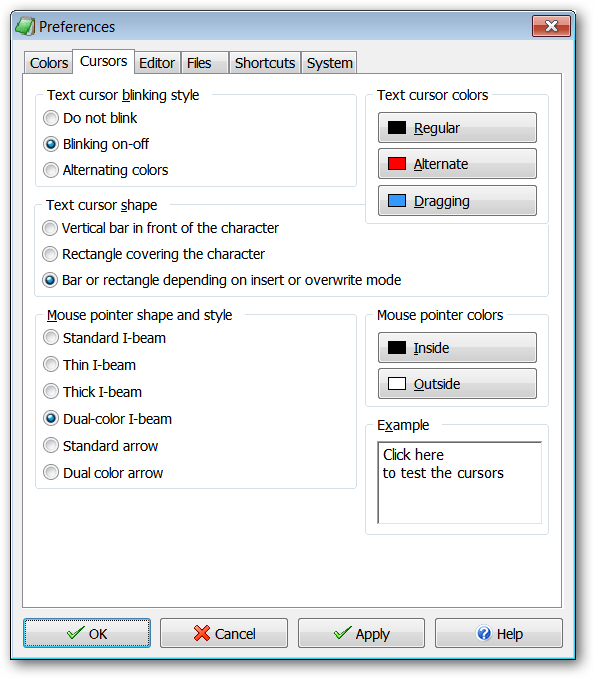 Preferences
Colors Cursors Editor Files Shortcuts System
Text cursor blinking style
Do not blink
Blinking on-off
Alternating colors
Text cursor colors
Regular
Alternate
Dragging
Text cursor shape
Vertical bar in front of the character
Rectangle covering the character
Bar or rectangle depending on insert or overwrite mode
Mouse pointer shape and style
Standard I-beam
Thin I-beam
Thick I-beam
Dual-color I-beam
Standard arrow
Dual color arrow
Mouse pointer colors
Inside
Outside
Example
Click here
to test the cursors
OK Cancel Apply Help